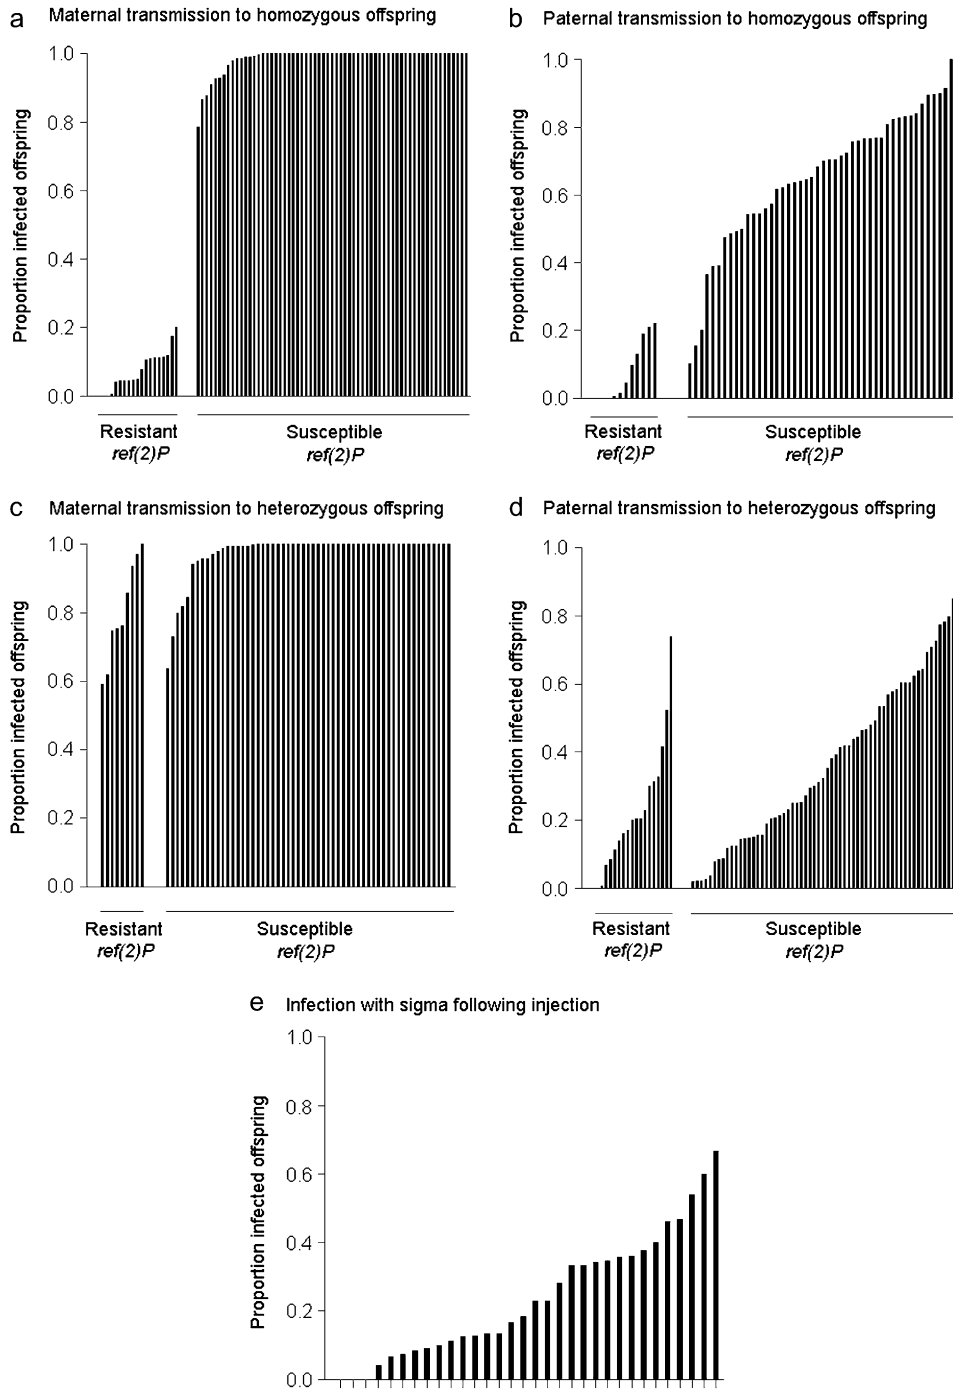 a Maternal transmission to homozygous offspring
Proportion infected offspring
1.0
0.8
0.6
0.4
0.2
0.0
Resistant
ref(2)P
Susceptible
ref(2)P
b Paternal transmission to homozygous offspring
Proportion infected offspring
1.0
0.8
0.6
0.4
0.2
0.0
Resistant
ref(2)P
Susceptible
ref(2)P
c Maternal transmission to heterozygous offspring
Proportion infected offspring
1.0
0.8
0.6
0.4
0.2
0.0
Resistant
ref(2)P
Susceptible
ref(2)P
d Paternal transmission to heterozygous offspring
Proportion infected offspring
1.0
0.8
0.6
0.4
0.2
0.0
Resistant
ref(2)P
Susceptible
ref(2)P
e Infection with sigma following injection
Proportion infected offspring
1.0
0.8
0.6
0.4
0.2
0.0